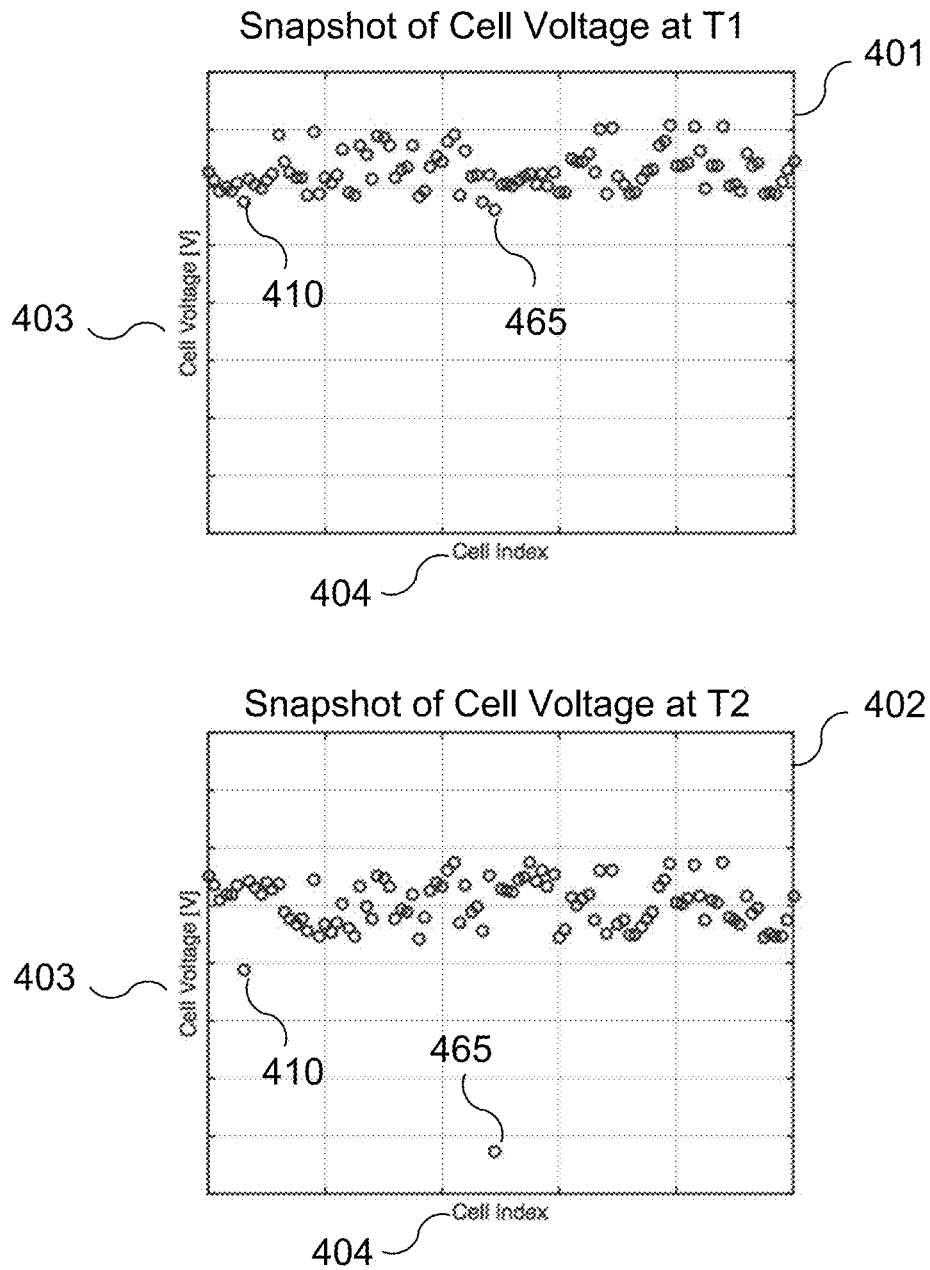 Snapshot of Cell Voltage at T1
401
410
465
403
Cell Voltage [V]
Cell Index
404
Snapshot of Cell Voltage at T2
402
403
Cell Voltage [V]
465
410
Cell Index
404